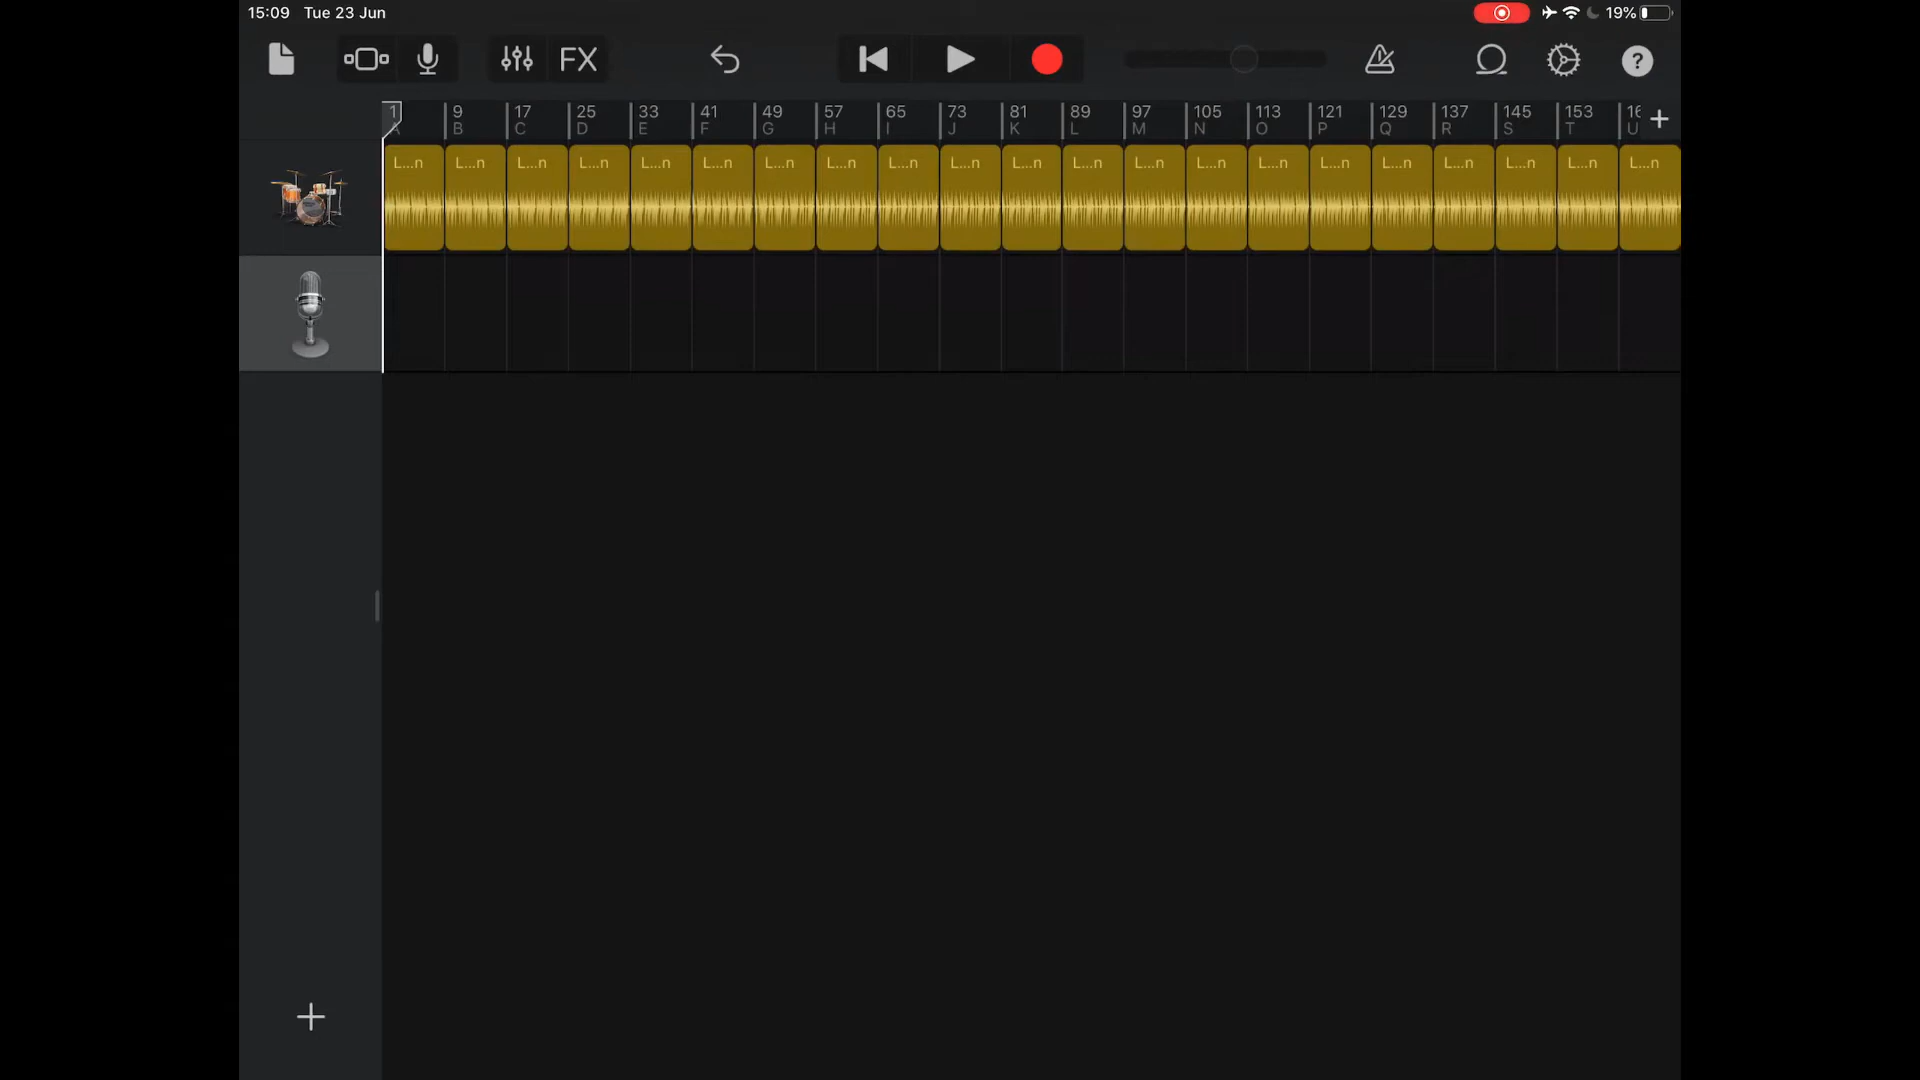 15:09 Tue 23 Jun 19%
FX ?
1 9 17 25 33 41 49 57 65 73 81 89 97 105 113 121 129 137 145 153 16 +
A B C D E F G H I J K L M N O P Q R S T U
L...n L...n L...n L...n L...n L...n L...n L...n L...n L...n L...n L...n L...n L...n L...n L...n L...n L...n L...n L...n L...n
+